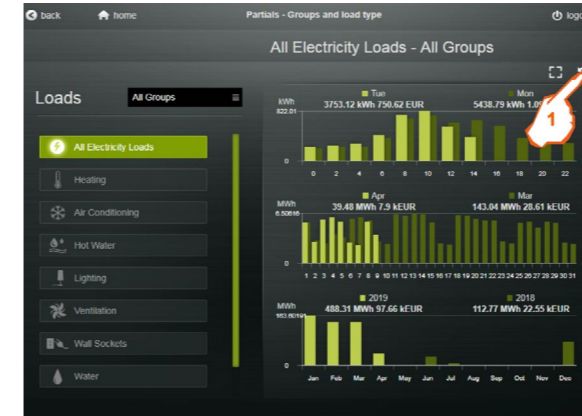 back home Partials - Groups and load type
All Electricity Loads - All Groups
Loads All Groups
All Electricity Loads
Heating
Air Conditioning
Hot Water
Lighting
Ventilation
Wall Sockets
Water
kWh Tue Mon
822.01 3753.12 kWh 750.62 EUR 5438.79 kWh
1
0
0 2 4 6 8 10 12 14 16 18 20 22
MWh Apr Mar
39.48 MWh 7.9 kEUR 143.04 MWh 28.61 kEUR
0
1 2 3 4 5 6 7 8 9 10 11 12 13 14 15 16 17 18 19 20 21 22 23 24 25 26 27 28 29 30 31
MWh 2019 2018
488.31 MWh 97.66 kEUR 112.77 MWh 22.55 kEUR
0
Jan Feb Mar Apr May Jun Jul Aug Sep Oct Nov Dec